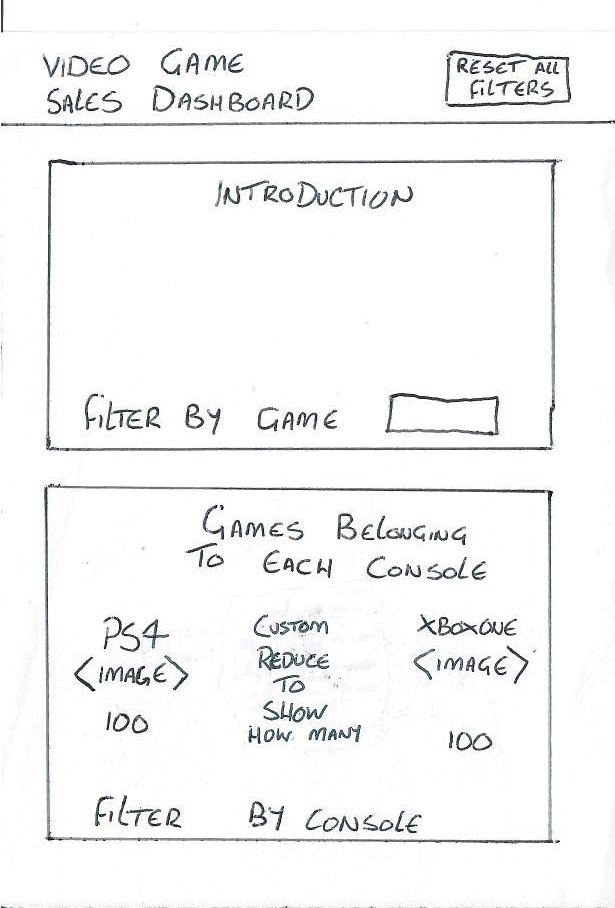 VIDEO GAME
SALES DASHBOARD
RESET ALL
FILTERS
INTRODUCTION
FILTER BY GAME
GAMES BELONGING
TO EACH CONSOLE
PS4
<IMAGE>
100
CUSTOM
REDUCE
TO
SHOW
HOW MANY
XBOXONE
<IMAGE>
100
FILTER BY CONSOLE